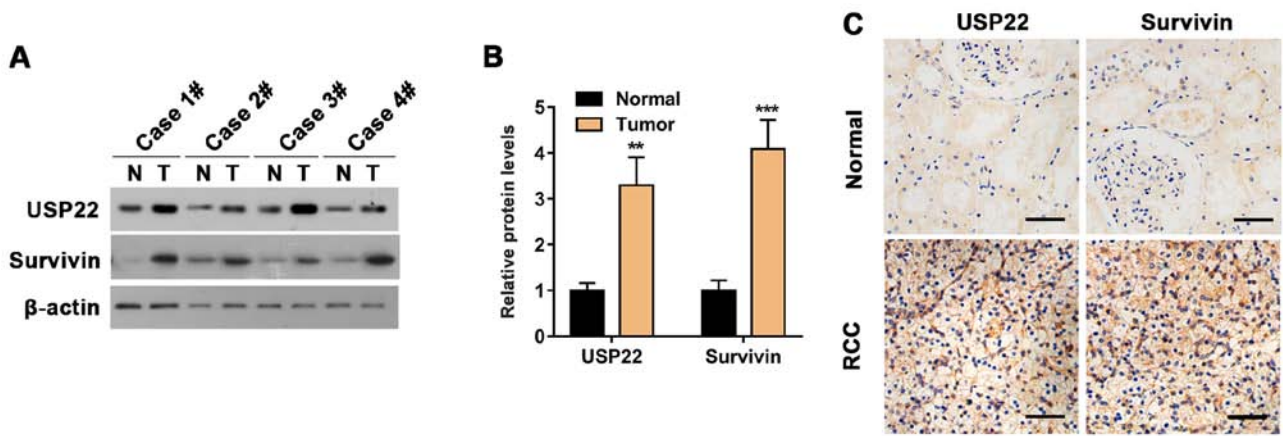 A
Case 1# Case 2# Case 3# Case 4#
N T N T N T N T
USP22
Survivin
β-actin
B
Normal
Tumor
Relative protein levels
5
4
3
2
1
0
**
***
USP22 Survivin
C
USP22 Survivin
Normal
RCC